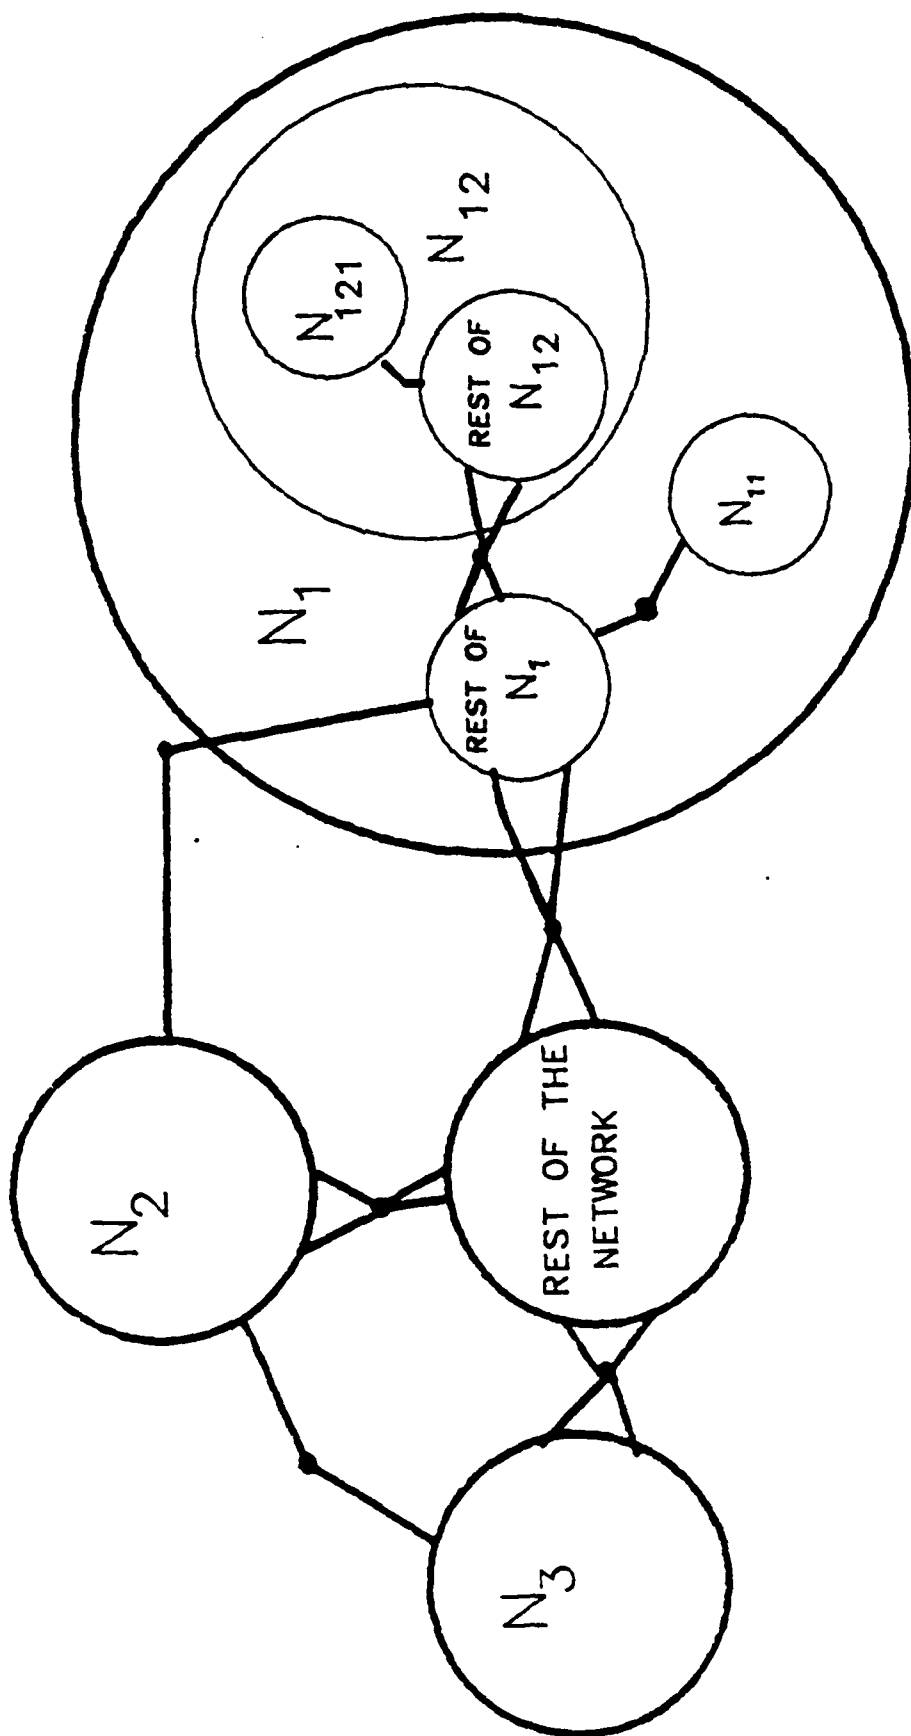 N3
N2
REST OF THE
NETWORK
N1
REST OF
N1
N11
N121
N12
REST OF
N12